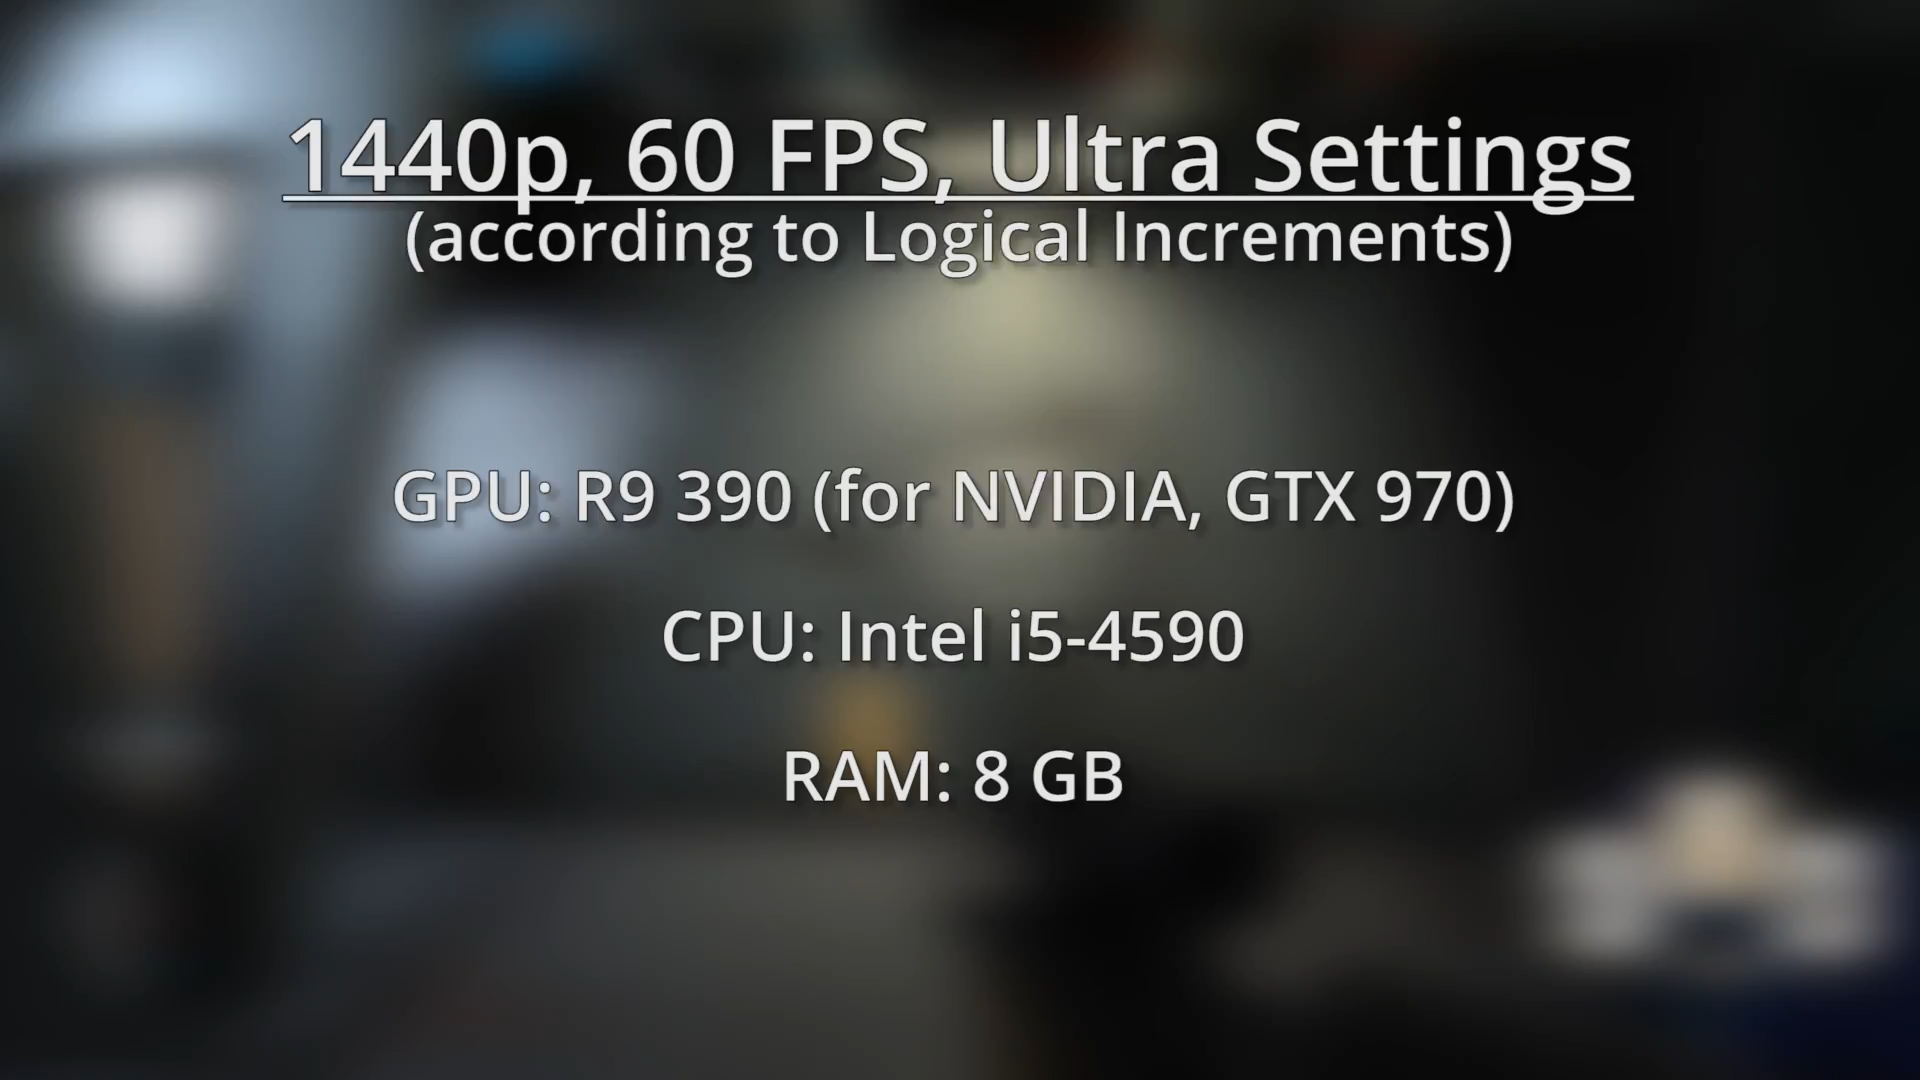 1440p, 60 FPS, Ultra Settings
(according to Logical Increments)
GPU: R9 390 (for NVIDIA, GTX 970)
CPU: Intel i5-4590
RAM: 8 GB